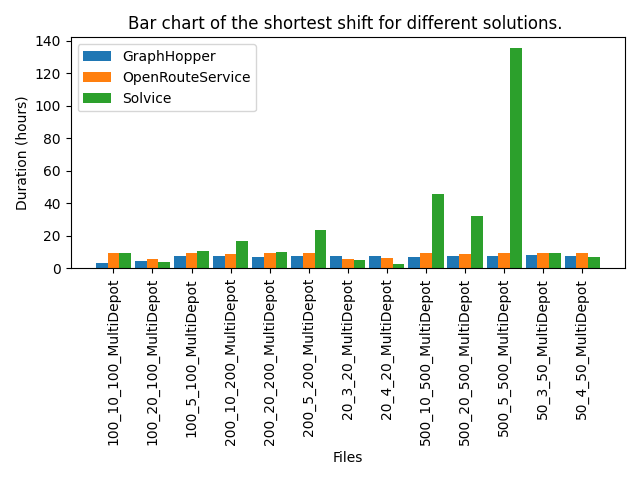 Bar chart of the shortest shift for different solutions.
GraphHopper
OpenRouteService
Solvice
Duration (hours)
140
120
100
80
60
40
20
0
100_10_100_MultiDepot
100_20_100_MultiDepot
100_5_100_MultiDepot
200_10_200_MultiDepot
200_20_200_MultiDepot
200_5_200_MultiDepot
20_3_20_MultiDepot
20_4_20_MultiDepot
500_10_500_MultiDepot
500_20_500_MultiDepot
500_5_500_MultiDepot
50_3_50_MultiDepot
50_4_50_MultiDepot
Files